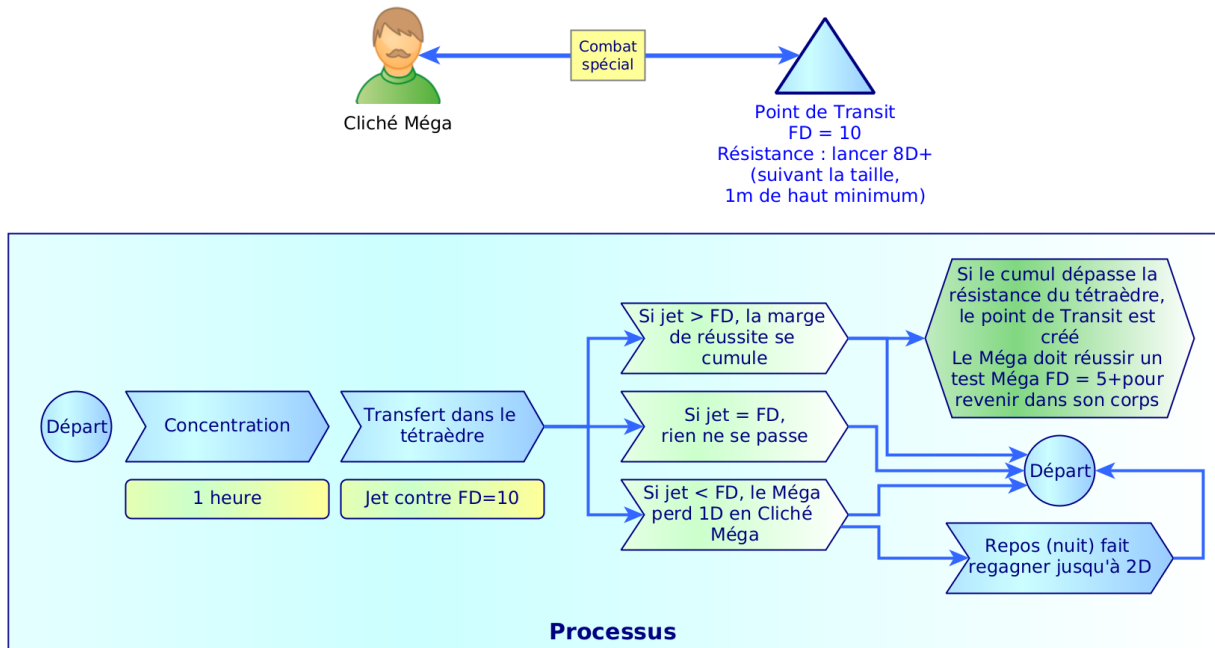 Combat
spécial
Cliché Méga
Point de Transit
FD = 10
Résistance : lancer 8D+
(suivant la taille,
1m de haut minimum)
Départ
Concentration
1 heure
Transfert dans le
tétraèdre
Jet contre FD=10
Si jet > FD, la marge
de réussite se
cumule
Si jet = FD,
rien ne se passe
Si jet < FD, le Méga
perd 1D en Cliché
Méga
Si le cumul dépasse la
résistance du tétraèdre,
le point de Transit est
créé
Le Méga doit réussir un
test Méga FD = 5+pour
revenir dans son corps
Départ
Repos (nuit) fait
regagner jusqu'à 2D
Processus